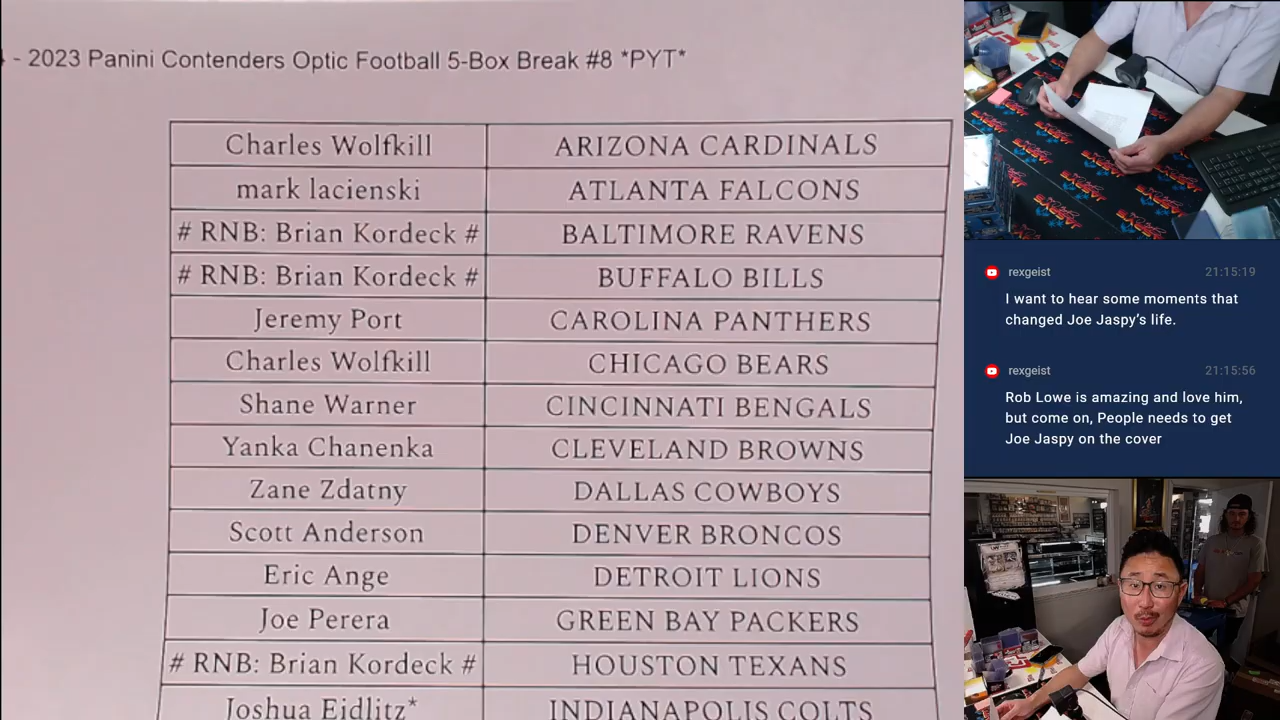 - 2023 Panini Contenders Optic Football 5-Box Break #8 *PYT*
Charles Wolfkill ARIZONA CARDINALS
mark lacienski ATLANTA FALCONS
# RNB: Brian Kordeck # BALTIMORE RAVENS
# RNB: Brian Kordeck # BUFFALO BILLS
Jeremy Port CAROLINA PANTHERS
Charles Wolfkill CHICAGO BEARS
Shane Warner CINCINNATI BENGALS
Yanka Chanenka CLEVELAND BROWNS
Zane Zdatny DALLAS COWBOYS
Scott Anderson DENVER BRONCOS
Eric Ange DETROIT LIONS
Joe Perera GREEN BAY PACKERS
# RNB: Brian Kordeck # HOUSTON TEXANS
Joshua Eidlitz* INDIANAPOLIS COLTS
rexgeist 21:15:19
I want to hear some moments that
changed Joe Jaspy’s life.
rexgeist 21:15:56
Rob Lowe is amazing and love him,
but come on, People needs to get
Joe Jaspy on the cover